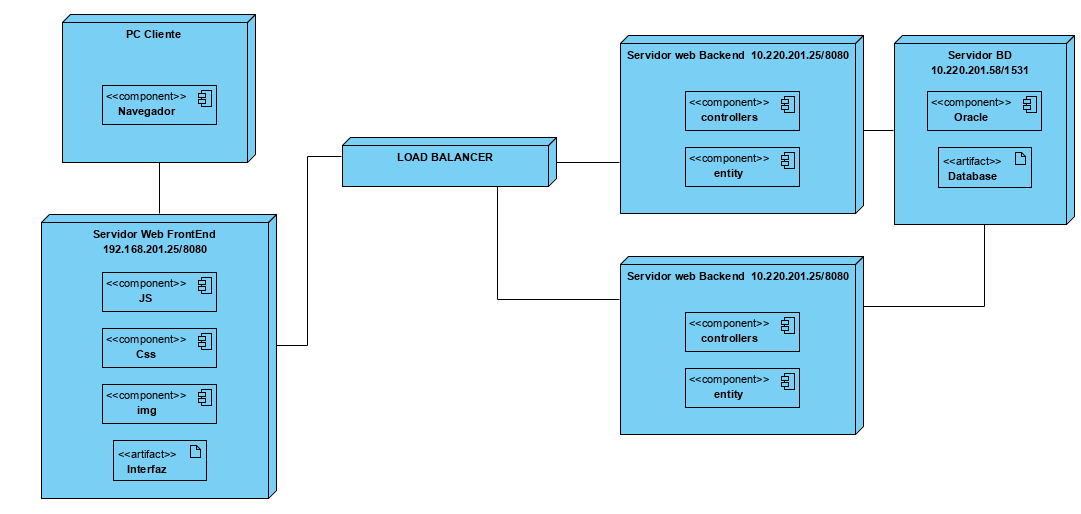 PC Cliente
<<component>>
Navegador
Servidor Web FrontEnd
192.168.201.25/8080
<<component>>
JS
<<component>>
Css
<<component>>
img
<<artifact>>
Interfaz
LOAD BALANCER
Servidor web Backend 10.220.201.25/8080
<<component>>
controllers
<<component>>
entity
Servidor web Backend 10.220.201.25/8080
<<component>>
controllers
<<component>>
entity
Servidor BD
10.220.201.58/1531
<<component>>
Oracle
<<artifact>>
Database